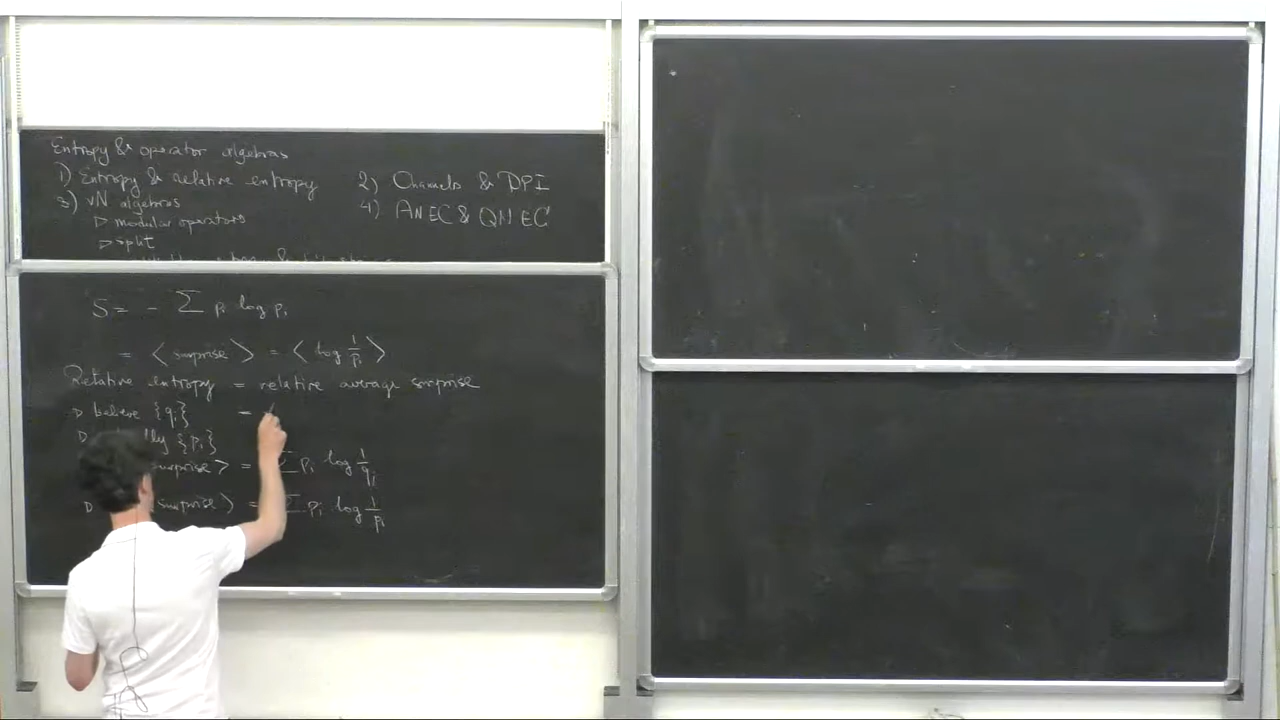 Entropy & operator algebras
1) Entropy & relative entropy
2) Channels & DPI
3) vN algebras
▷ modular operators
▷ split
4) ANEC & QNEC
S = - Σ pᵢ log pᵢ
= ⟨ surprise ⟩ = ⟨ log 1/pᵢ ⟩
Relative entropy = relative average surprise
▷ believe {qᵢ} =
▷ {pᵢ}
surprise⟩ = Σ pᵢ log 1/qᵢ
▷ surprise⟩ = Σ pᵢ log 1/pᵢ